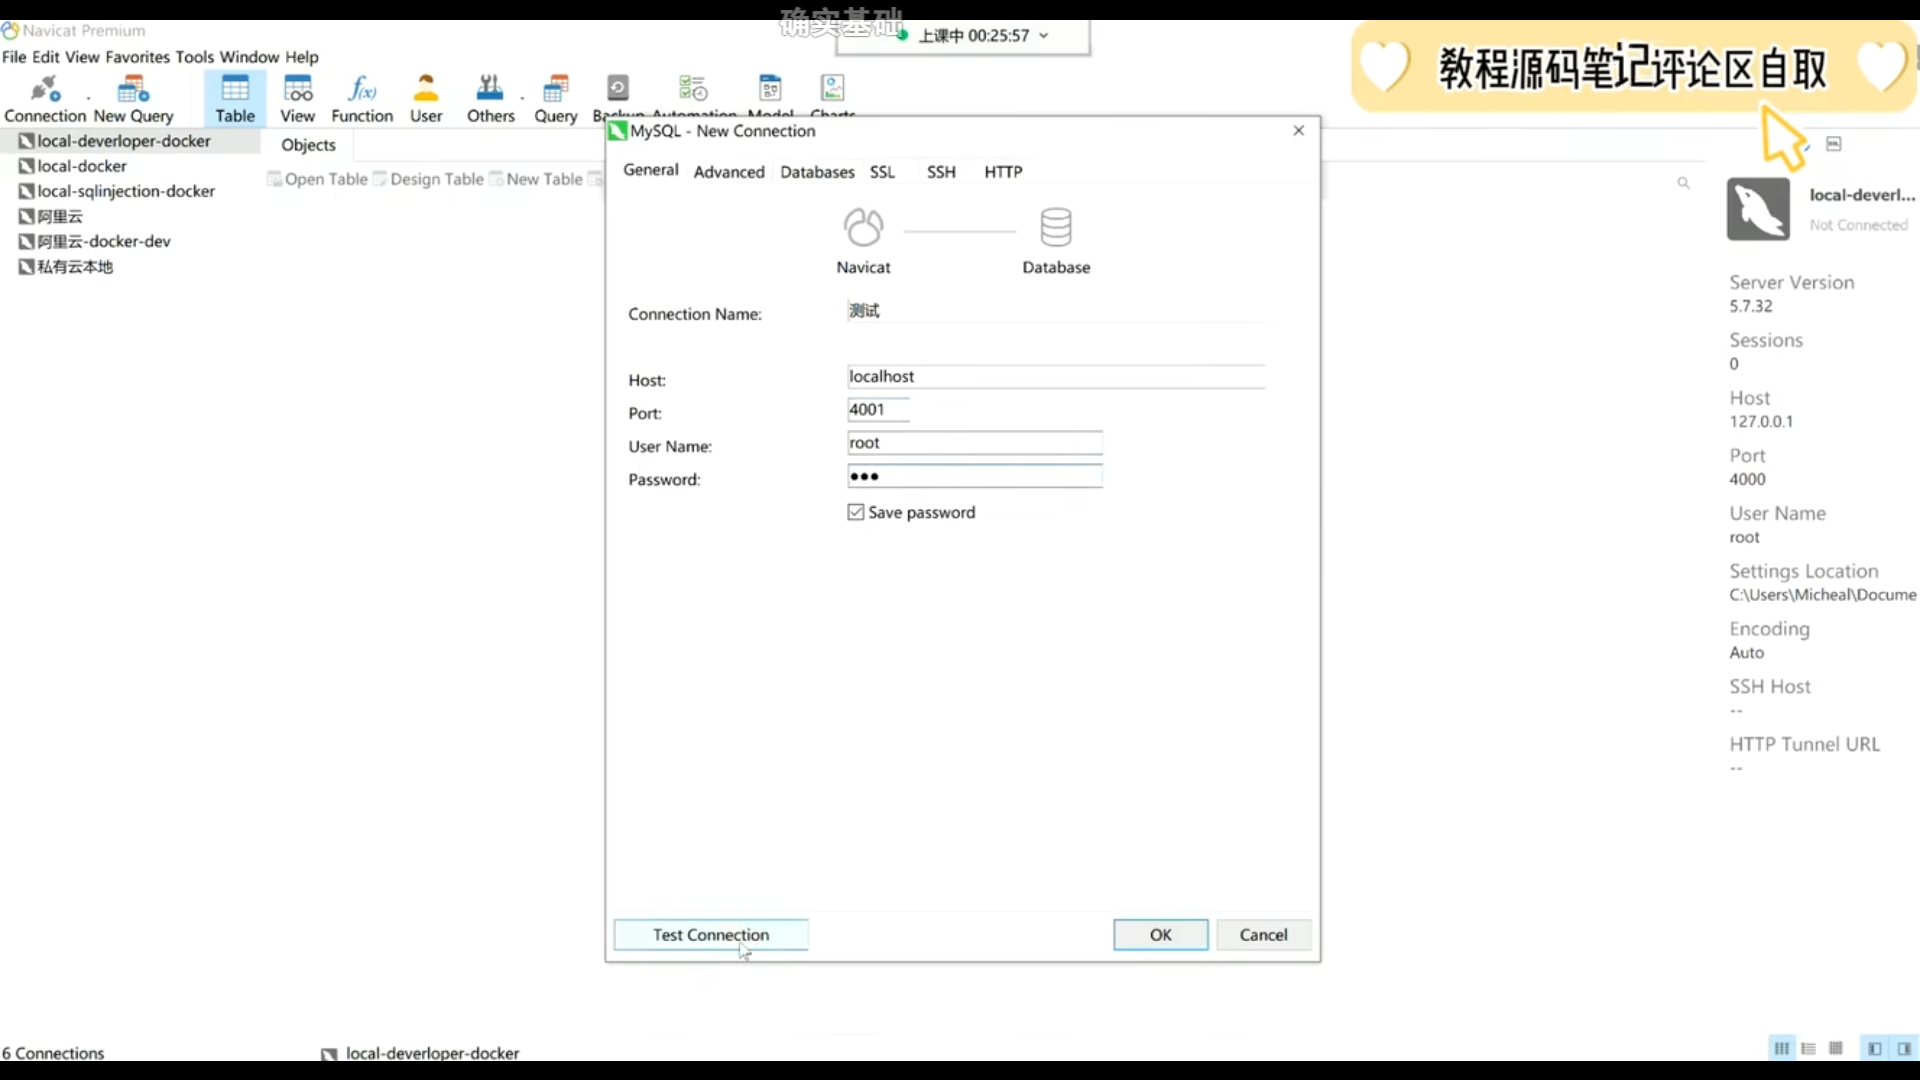 确实基础
Navicat Premium
上课中 00:25:57
教程源码笔记评论区自取
File Edit View Favorites Tools Window Help
Connection New Query Table View Function User Others Query Backup Automation Model Charts
local-deverloper-docker
local-docker
local-sqlinjection-docker
阿里云
阿里云-docker-dev
私有云本地
Objects
Open Table Design Table New Table
MySQL - New Connection
General Advanced Databases SSL SSH HTTP
Navicat
Database
Connection Name: 测试
Host: localhost
Port: 4001
User Name: root
Password: ●●●
Save password
Test Connection
OK
Cancel
local-deverl...
Not Connected
Server Version
5.7.32
Sessions
0
Host
127.0.0.1
Port
4000
User Name
root
Settings Location
C:\Users\Micheal\Docume
Encoding
Auto
SSH Host
--
HTTP Tunnel URL
--
6 Connections
local-deverloper-docker